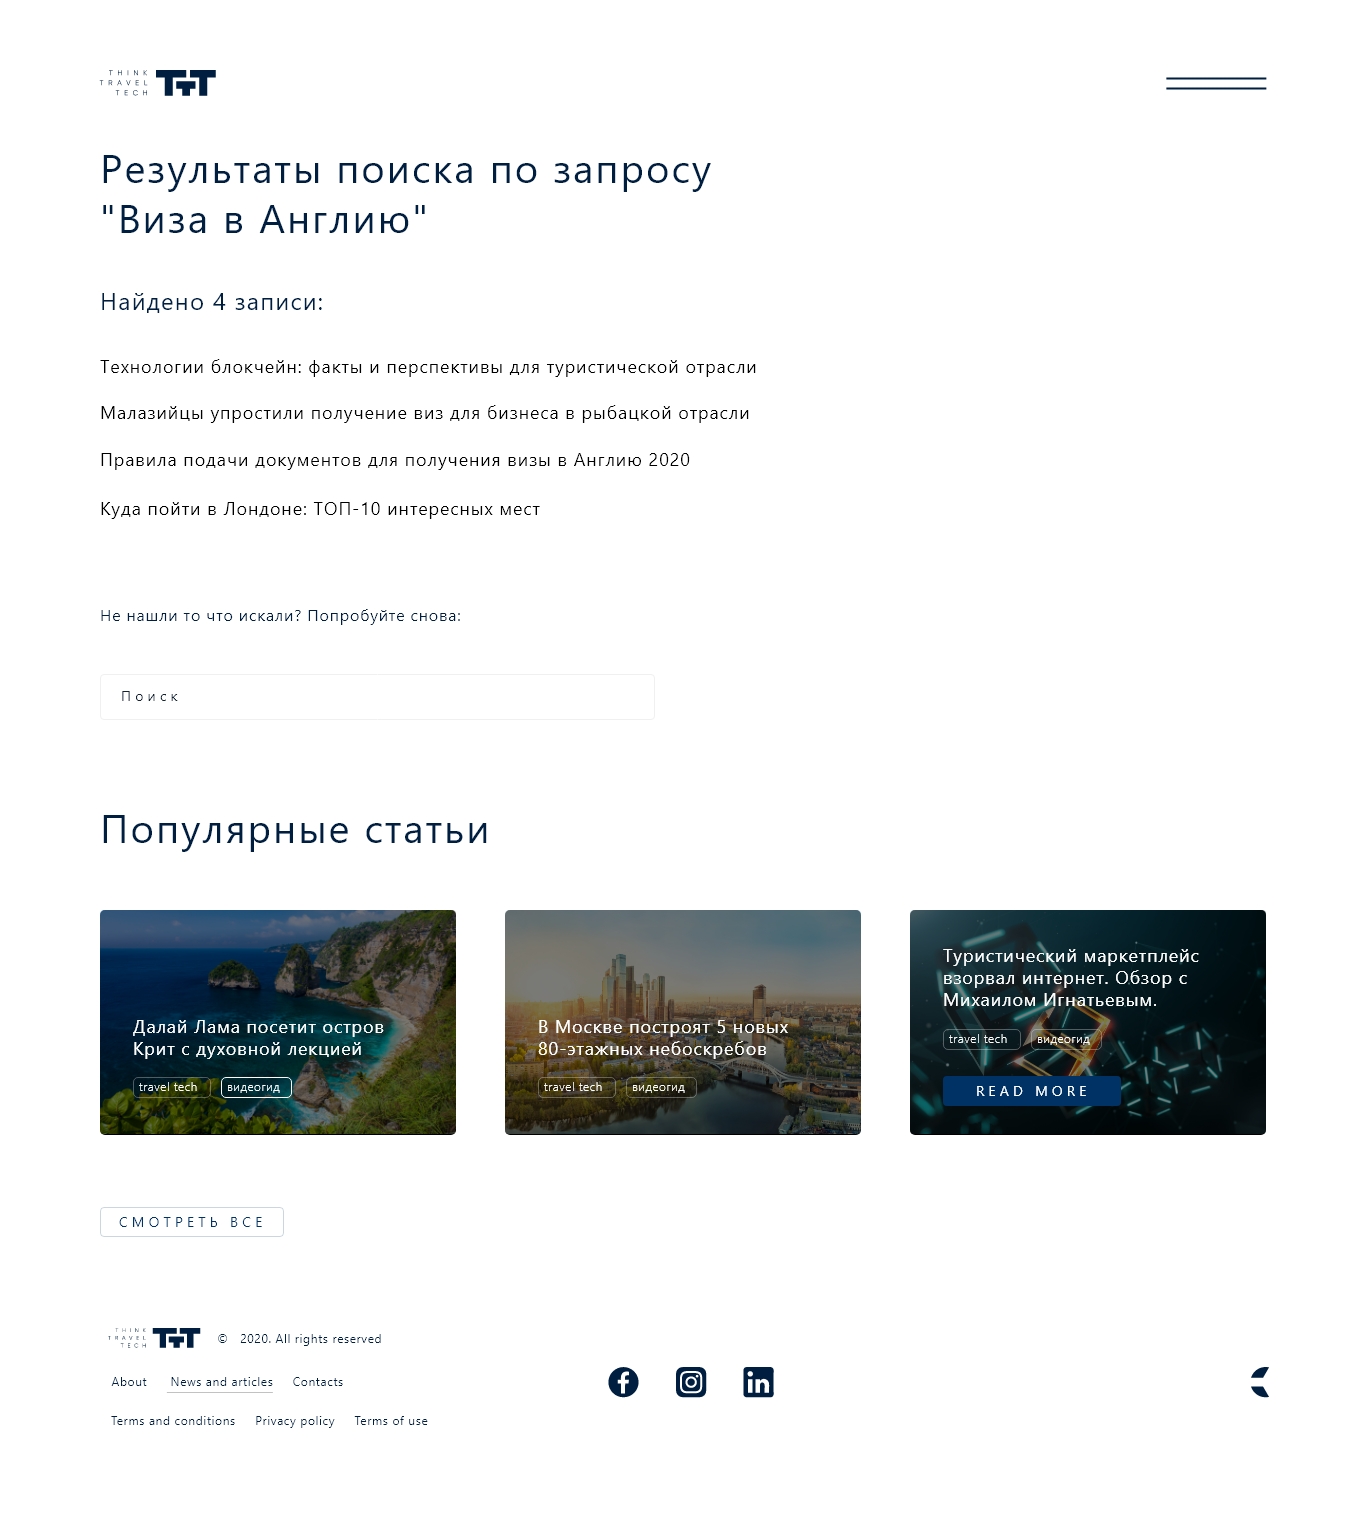 THINK
TRAVEL
TECH
TTT
Результаты поиска по запросу
"Виза в Англию"
Найдено 4 записи:
Технологии блокчейн: факты и перспективы для туристической отрасли
Малазийцы упростили получение виз для бизнеса в рыбацкой отрасли
Правила подачи документов для получения визы в Англию 2020
Куда пойти в Лондоне: ТОП-10 интересных мест
Не нашли то что искали? Попробуйте снова:
Поиск
Популярные статьи
Далай Лама посетит остров
Крит с духовной лекцией
travel tech видеогид
В Москве построят 5 новых
80-этажных небоскребов
travel tech видеогид
Туристический маркетплейс
взорвал интернет. Обзор с
Михаилом Игнатьевым.
travel tech видеогид
READ MORE
СМОТРЕТЬ ВСЕ
THINK
TRAVEL
TECH
TTT
© 2020. All rights reserved
About News and articles Contacts
Terms and conditions Privacy policy Terms of use